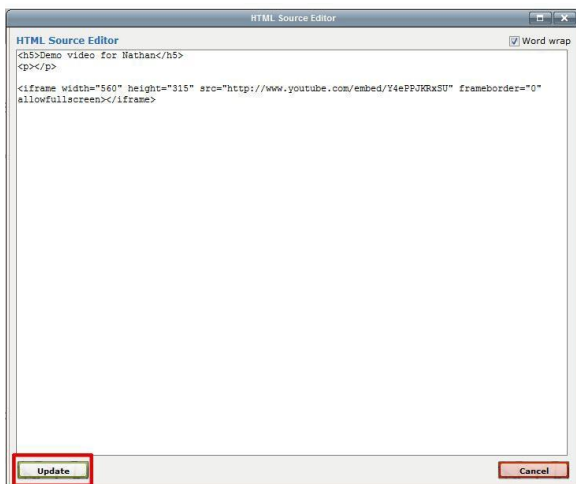 HTML Source Editor
HTML Source Editor
Word wrap
<h5>Demo video for Nathan</h5>
<p></p>
<iframe width="560" height="315" src="http://www.youtube.com/embed/Y4ePPJKRxSU" frameborder="0"
allowfullscreen></iframe>
Update
Cancel